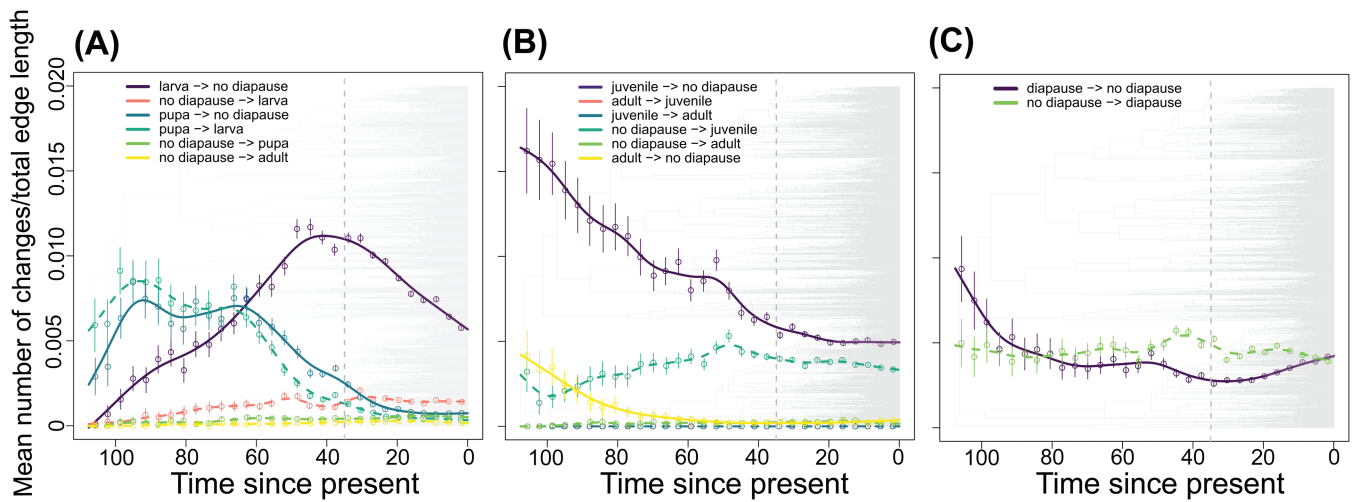 Mean number of changes/total edge length
(A)
0.020
0.015
0.010
0.005
0
larva −> no diapause
no diapause −> larva
pupa −> no diapause
pupa −> larva
no diapause −> pupa
no diapause −> adult
100 80 60 40 20 0
Time since present
(B)
juvenile −> no diapause
adult −> juvenile
juvenile −> adult
no diapause −> juvenile
no diapause −> adult
adult −> no diapause
100 80 60 40 20 0
Time since present
(C)
diapause −> no diapause
no diapause −> diapause
100 80 60 40 20 0
Time since present